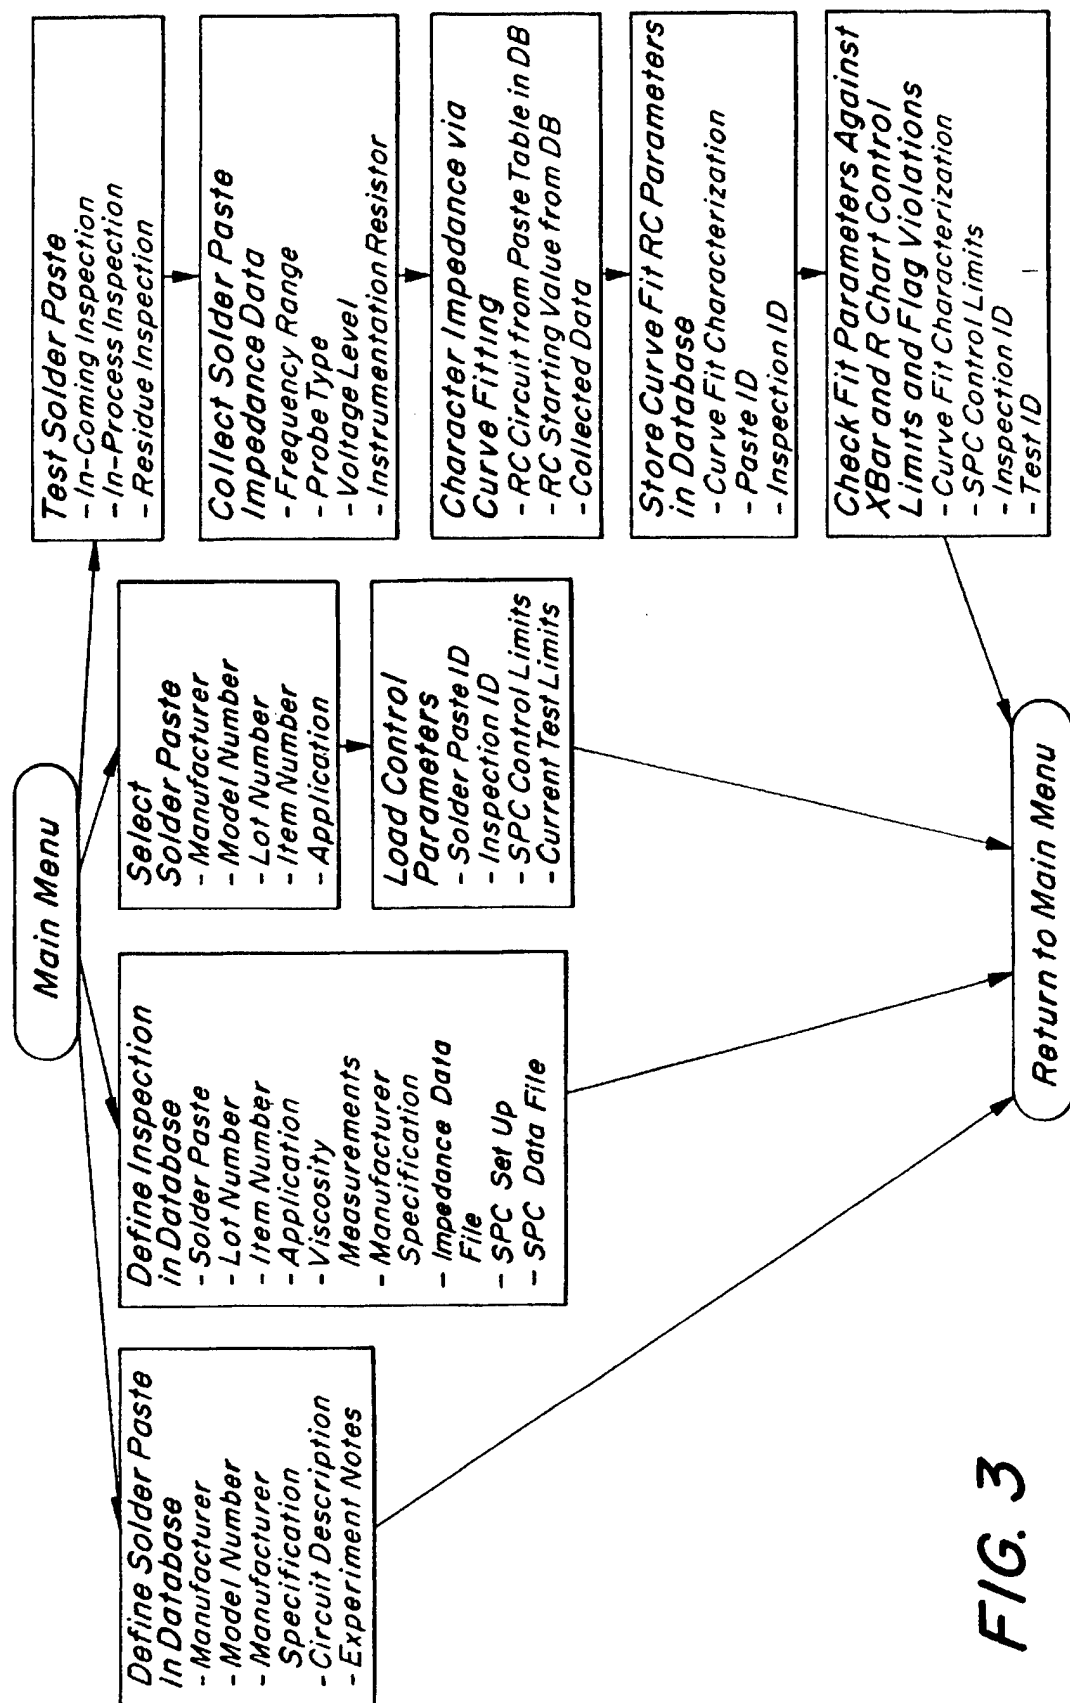 Main Menu
Define Solder Paste
in Database
- Manufacturer
- Model Number
- Manufacturer
Specification
- Circuit Description
- Experiment Notes
Define Inspection
in Database
- Solder Paste
- Lot Number
- Item Number
- Application
- Viscosity
Measurements
- Manufacturer
Specification
- Impedance Data
File
- SPC Set Up
- SPC Data File
Select
Solder Paste
- Manufacturer
- Model Number
- Lot Number
- Item Number
- Application
Load Control
Parameters
- Solder Paste ID
- Inspection ID
- SPC Control Limits
- Current Test Limits
Test Solder Paste
- In-Coming Inspection
- In-Process Inspection
- Residue Inspection
Collect Solder Paste
Impedance Data
- Frequency Range
- Probe Type
- Voltage Level
- Instrumentation Resistor
Character Impedance via
Curve Fitting
- RC Circuit from Paste Table in DB
- RC Starting Value from DB
- Collected Data
Store Curve Fit RC Parameters
in Database
- Curve Fit Characterization
- Paste ID
- Inspection ID
Check Fit Parameters Against
XBar and R Chart Control
Limits and Flag Violations
- Curve Fit Characterization
- SPC Control Limits
- Inspection ID
- Test ID
Return to Main Menu
FIG. 3